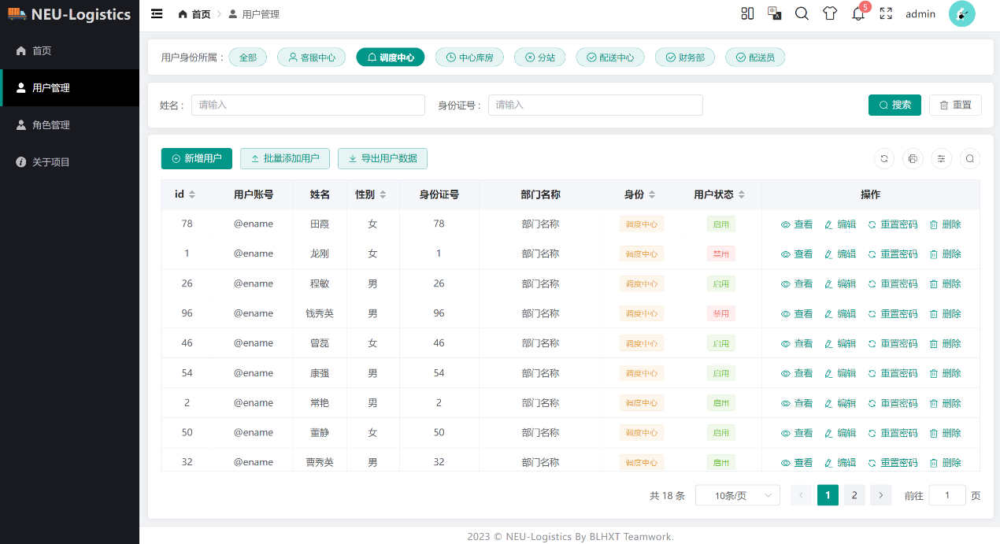 NEU-Logistics
首页
用户管理
角色管理
关于项目
首页 用户管理
5
admin
用户身份所属： 全部 客服中心 调度中心 中心库房 分站 配送中心 财务部 配送员
姓名： 请输入 身份证号： 请输入 搜索 重置
新增用户 批量添加用户 导出用户数据
id 用户账号 姓名 性别 身份证号 部门名称 身份 用户状态 操作
78 @ename 田霞 女 78 部门名称 调度中心 启用 查看 编辑 重置密码 删除
1 @ename 龙刚 女 1 部门名称 调度中心 禁用 查看 编辑 重置密码 删除
26 @ename 程敏 男 26 部门名称 调度中心 启用 查看 编辑 重置密码 删除
96 @ename 钱秀英 男 96 部门名称 调度中心 禁用 查看 编辑 重置密码 删除
46 @ename 曾磊 女 46 部门名称 调度中心 启用 查看 编辑 重置密码 删除
54 @ename 康强 男 54 部门名称 调度中心 启用 查看 编辑 重置密码 删除
2 @ename 常艳 男 2 部门名称 调度中心 启用 查看 编辑 重置密码 删除
50 @ename 董静 女 50 部门名称 调度中心 启用 查看 编辑 重置密码 删除
32 @ename 曹秀英 男 32 部门名称 调度中心 启用 查看 编辑 重置密码 删除
共 18 条 10条/页 1 2 前往 1 页
2023 © NEU-Logistics By BLHXT Teamwork.